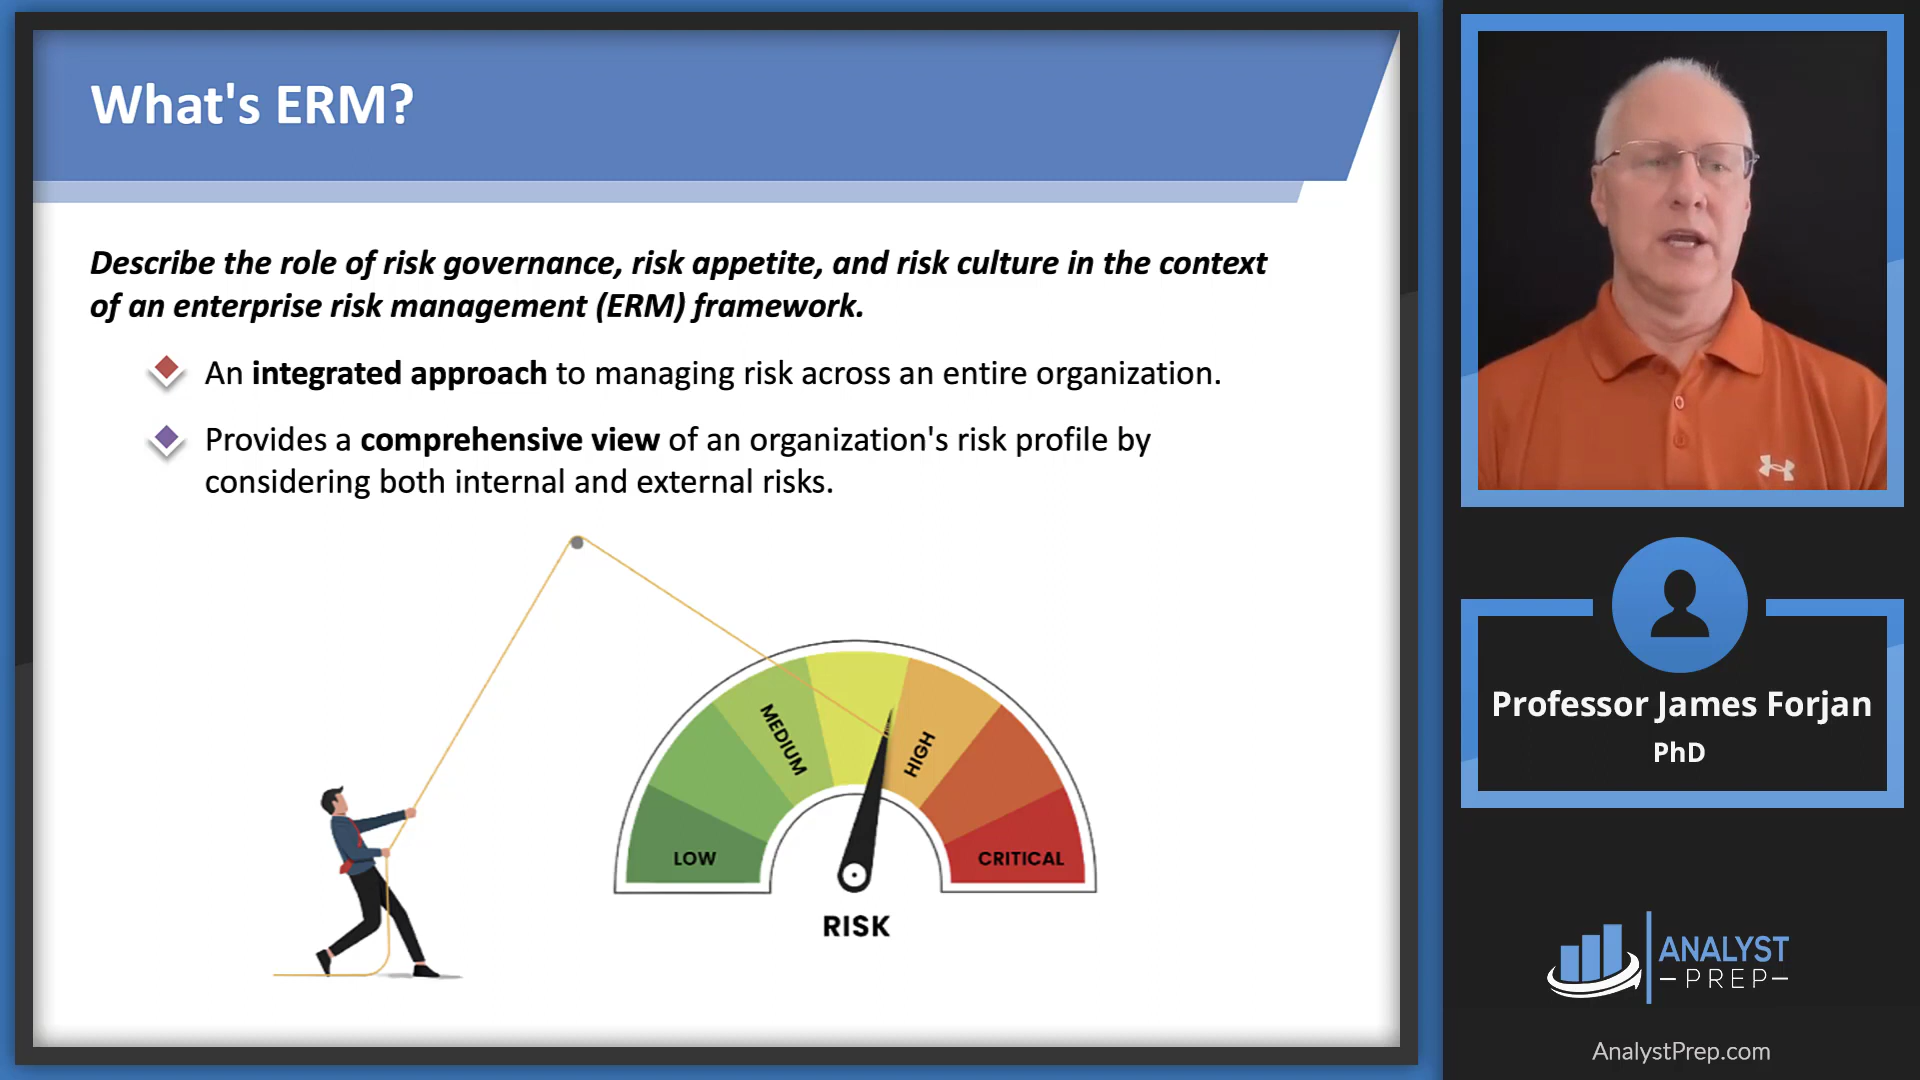 What's ERM?
Describe the role of risk governance, risk appetite, and risk culture in the context
of an enterprise risk management (ERM) framework.
An integrated approach to managing risk across an entire organization.
Provides a comprehensive view of an organization's risk profile by
considering both internal and external risks.
LOW
MEDIUM
HIGH
CRITICAL
RISK
Professor James Forjan
PhD
ANALYST
PREP
AnalystPrep.com